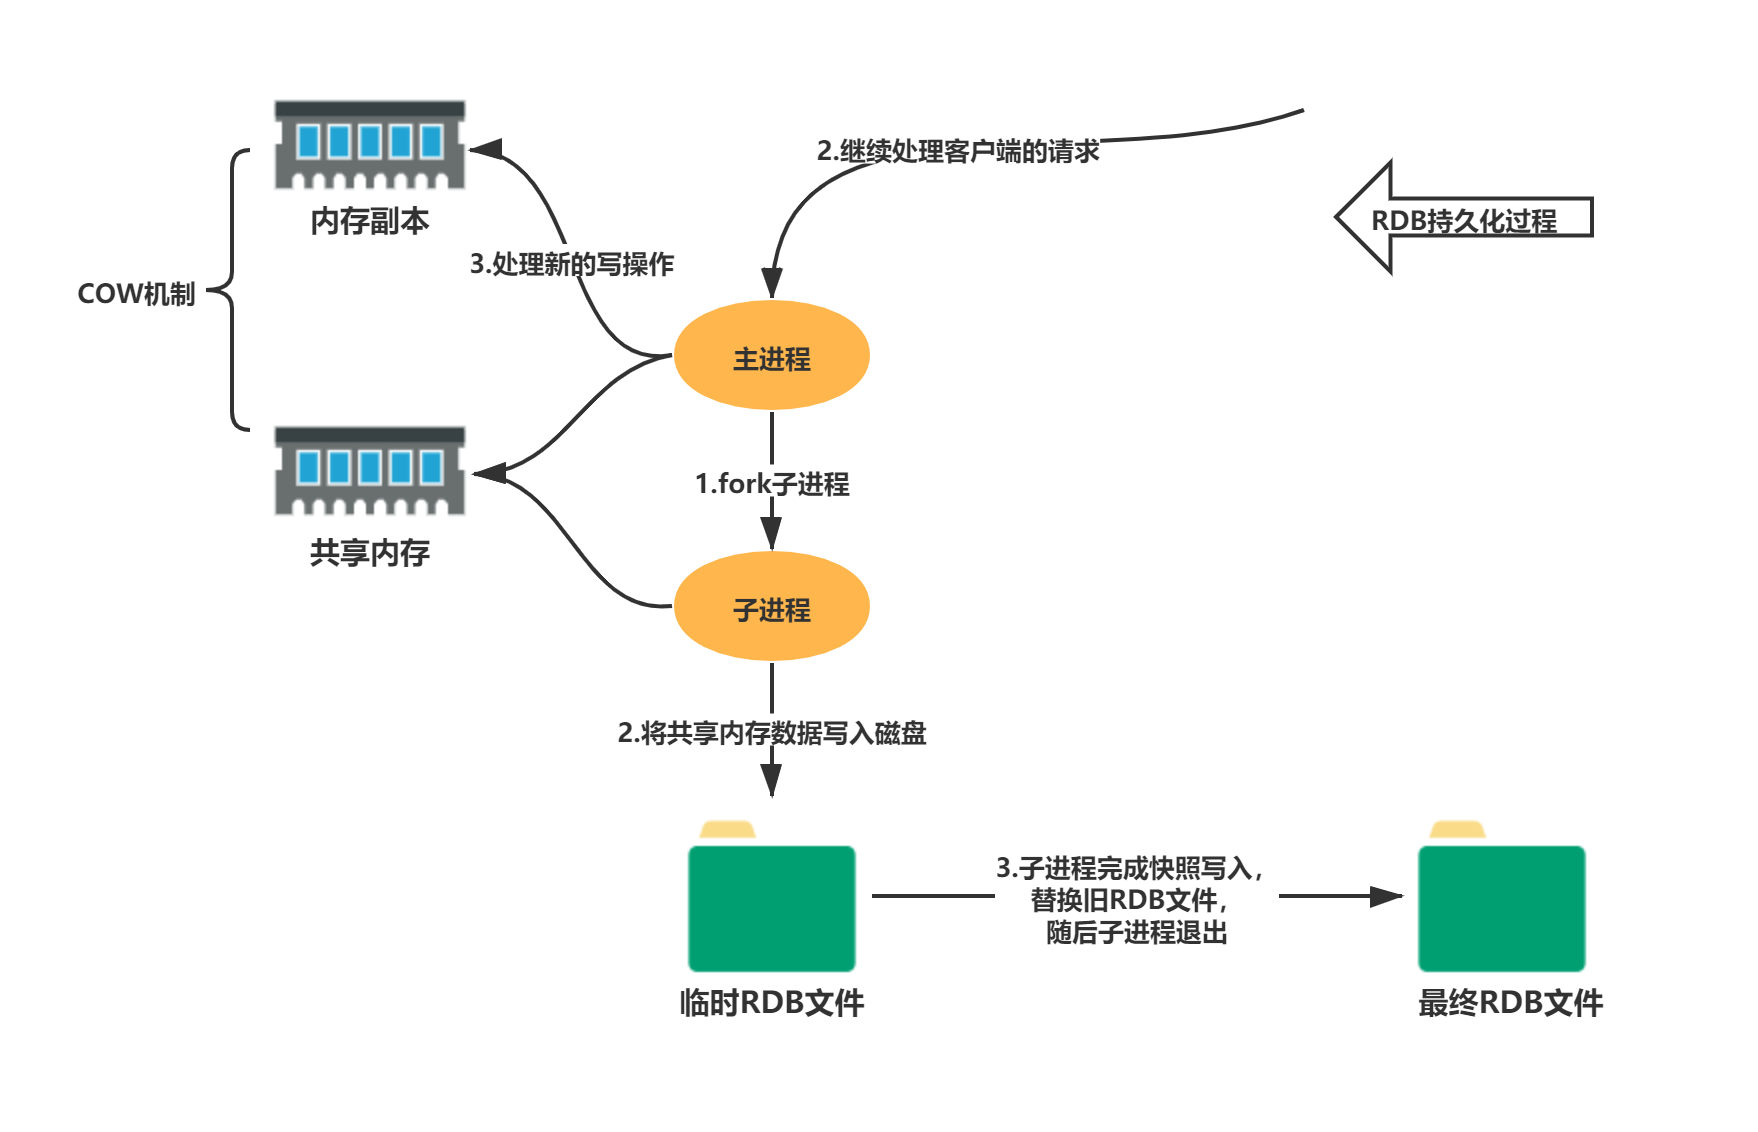 2.继续处理客户端的请求
RDB持久化过程
内存副本
3.处理新的写操作
COW机制
主进程
1.fork子进程
共享内存
子进程
2.将共享内存数据写入磁盘
3.子进程完成快照写入，
替换旧RDB文件，
随后子进程退出
临时RDB文件
最终RDB文件